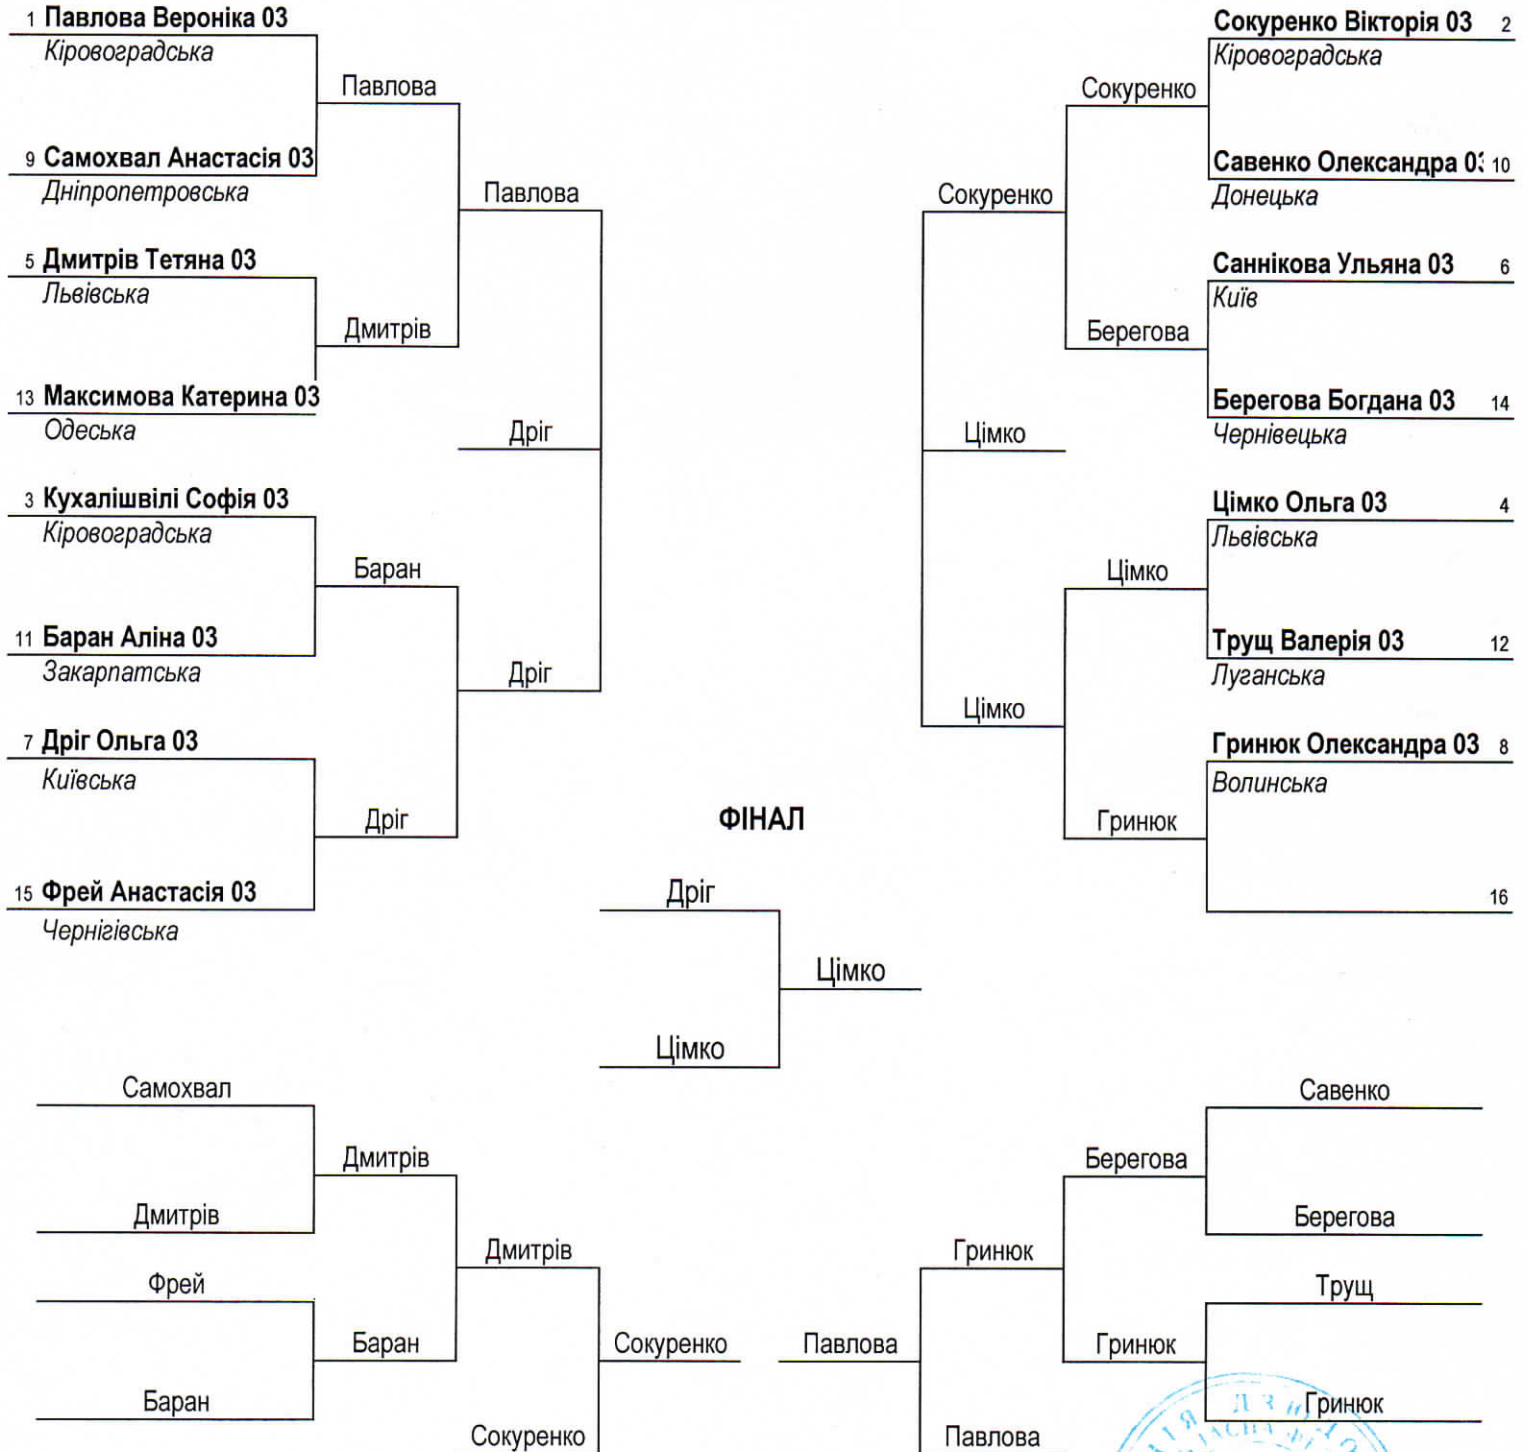 1 Павлова Вероніка 03
Кіровоградська
Павлова
9 Самохвал Анастасія 03
Дніпропетровська
Павлова
5 Дмитрів Тетяна 03
Львівська
Дмитрів
13 Максимова Катерина 03
Одеська
Дріг
3 Кухалішвілі Софія 03
Кіровоградська
Баран
11 Баран Аліна 03
Закарпатська
Дріг
7 Дріг Ольга 03
Київська
Дріг
15 Фрей Анастасія 03
Чернігівська
Сокуренко Вікторія 03 2
Кіровоградська
Сокуренко
Савенко Олександра 03 10
Донецька
Сокуренко
Саннікова Ульяна 03 6
Київ
Берегова
Берегова Богдана 03 14
Чернівецька
Цімко
Цімко Ольга 03 4
Львівська
Цімко
Трущ Валерія 03 12
Луганська
Цімко
Гринюк Олександра 03 8
Волинська
Гринюк
16
ФІНАЛ
Дріг
Цімко
Цімко
Самохвал
Дмитрів
Дмитрів
Дмитрів
Фрей
Баран
Сокуренко
Баран
Сокуренко
Савенко
Берегова
Берегова
Гринюк
Трущ
Павлова
Гринюк
Гринюк
Павлова